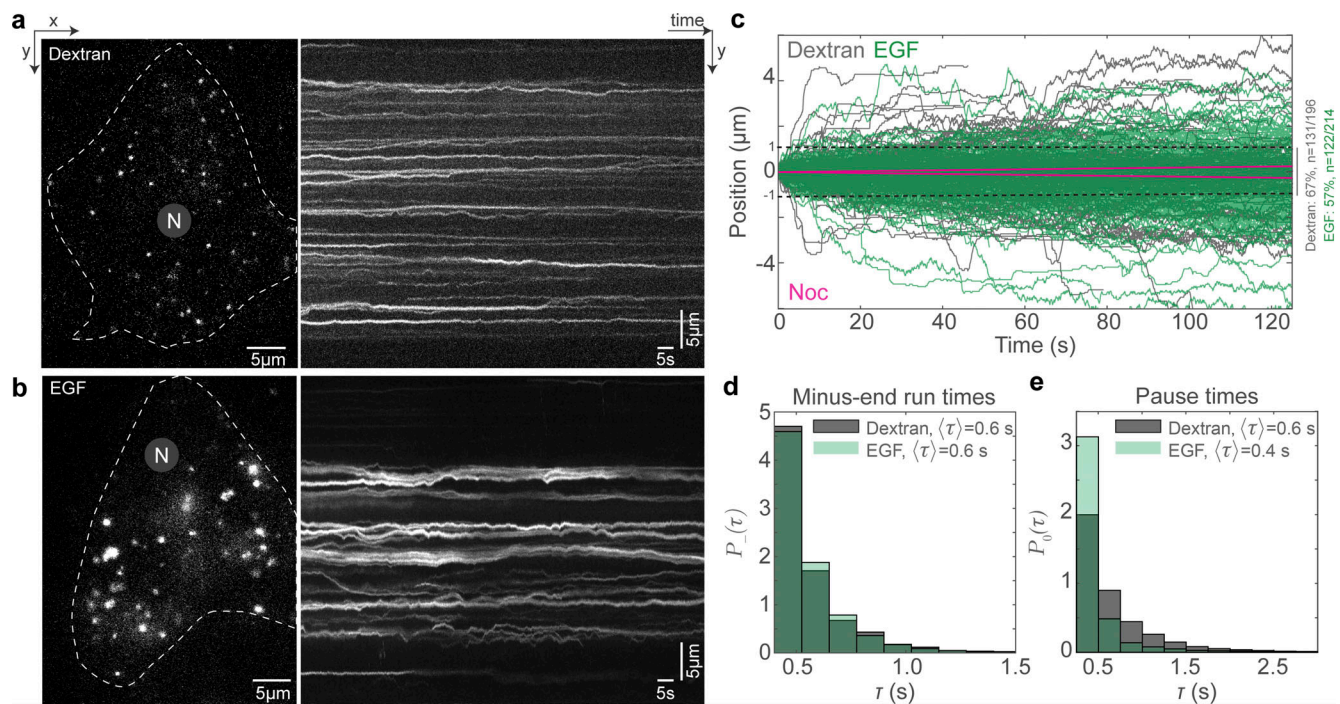 a
x
y
Dextran
N
5µm
time
y
5µm
5s
b
EGF
N
5µm
5µm
5s
c
Dextran EGF
Position (µm)
4
1
0
-1
-4
Noc
0 20 40 60 80 100 120
Time (s)
Dextran: 67%, n=131/196
EGF: 57%, n=122/214
d
Minus-end run times
Dextran, ⟨τ⟩=0.6 s
EGF, ⟨τ⟩=0.6 s
P_(τ)
5
4
3
2
1
0
0.5 1.0 1.5
τ (s)
e
Pause times
Dextran, ⟨τ⟩=0.6 s
EGF, ⟨τ⟩=0.4 s
P₀(τ)
3
2
1
0
0.5 1.5 2.5
τ (s)